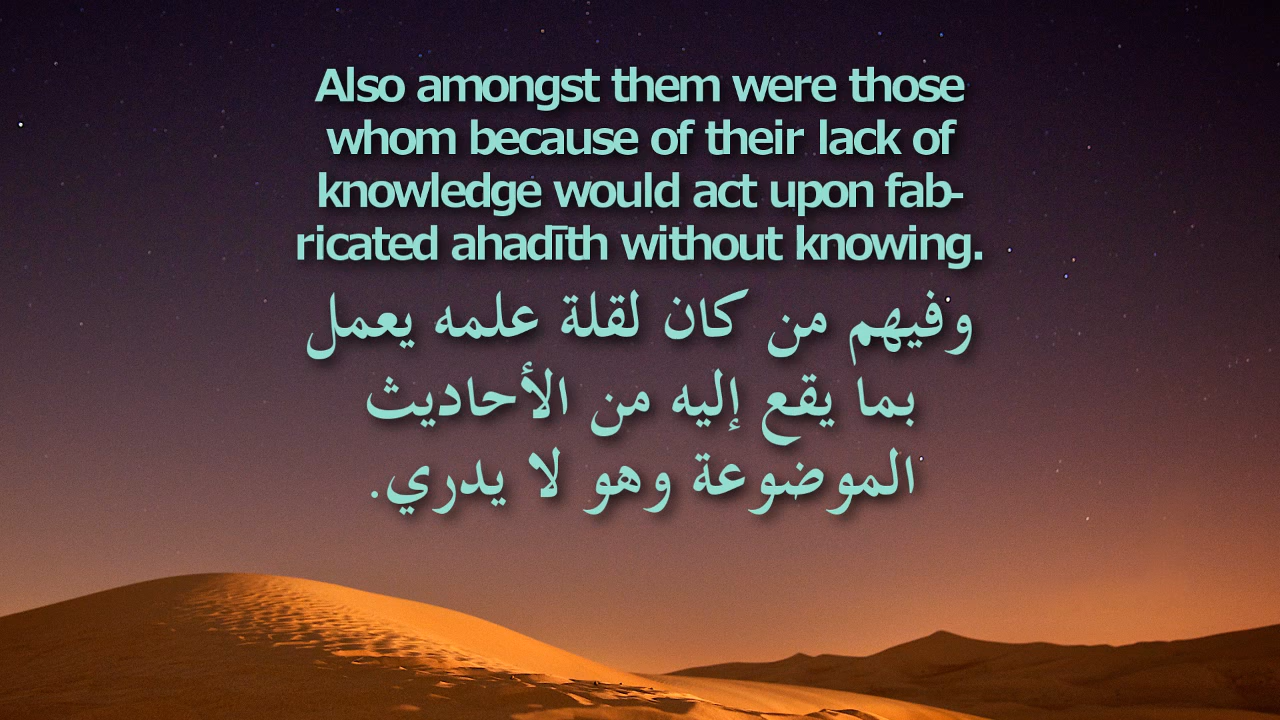 Also amongst them were those
whom because of their lack of
knowledge would act upon fab-
ricated ahadīth without knowing.
وفيهم من كان لقلة علمه يعمل
بما يقع إليه من الأحاديث
الموضوعة وهو لا يدري.